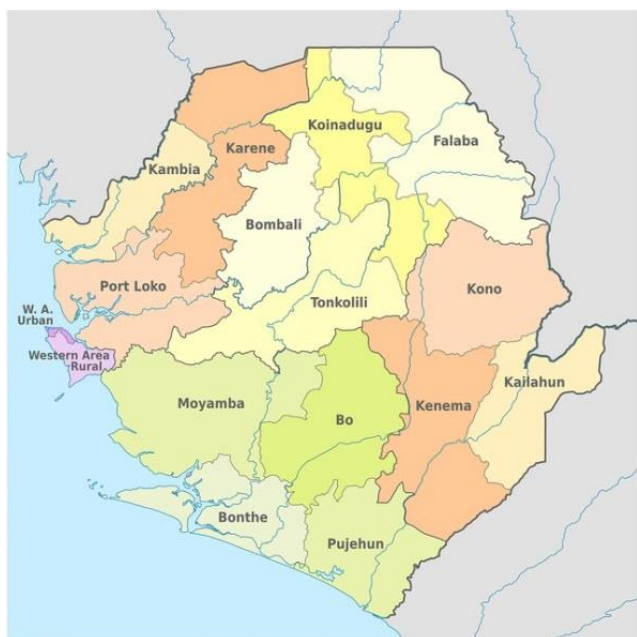 Koinadugu
Falaba
Karene
Kambia
Bombali
Port Loko
Kono
Tonkolili
W. A.
Urban
Western Area
Rural
Kailahun
Moyamba
Kenema
Bo
Bonthe
Pujehun